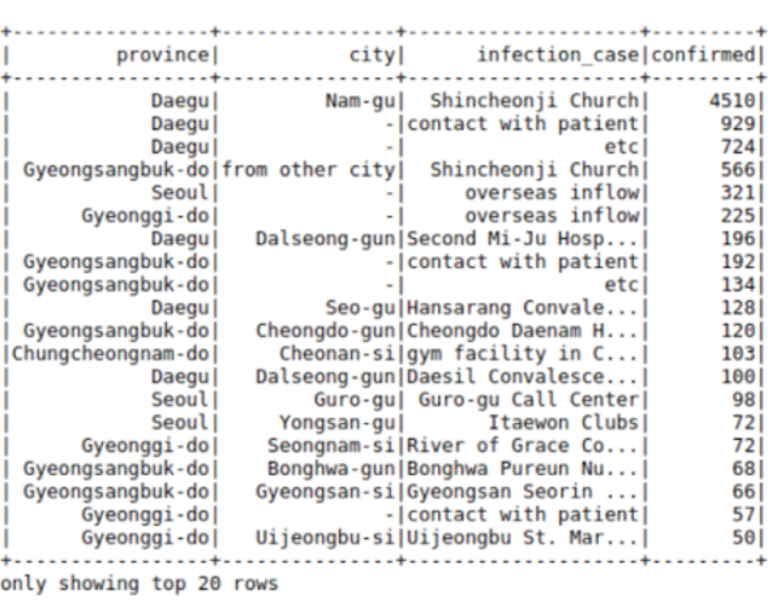 +-----------------+---------------+--------------------+---------+
|         province|           city|      infection_case|confirmed|
+-----------------+---------------+--------------------+---------+
|            Daegu|         Nam-gu|  Shincheonji Church|     4510|
|            Daegu|              -|contact with patient|      929|
|            Daegu|              -|                 etc|      724|
| Gyeongsangbuk-do|from other city|  Shincheonji Church|      566|
|            Seoul|              -|     overseas inflow|      321|
|      Gyeonggi-do|              -|     overseas inflow|      225|
|            Daegu|   Dalseong-gun|Second Mi-Ju Hosp...|      196|
| Gyeongsangbuk-do|              -|contact with patient|      192|
| Gyeongsangbuk-do|              -|                 etc|      134|
|            Daegu|         Seo-gu|Hansarang Convale...|      128|
| Gyeongsangbuk-do|   Cheongdo-gun|Cheongdo Daenam H...|      120|
|Chungcheongnam-do|     Cheonan-si|gym facility in C...|      103|
|            Daegu|   Dalseong-gun|Daesil Convalesce...|      100|
|            Seoul|        Guro-gu| Guro-gu Call Center|       98|
|            Seoul|     Yongsan-gu|       Itaewon Clubs|       72|
|      Gyeonggi-do|    Seongnam-si|River of Grace Co...|       72|
| Gyeongsangbuk-do|    Bonghwa-gun|Bonghwa Pureun Nu...|       68|
| Gyeongsangbuk-do|   Gyeongsan-si|Gyeongsan Seorin ...|       66|
|      Gyeonggi-do|              -|contact with patient|       57|
|      Gyeonggi-do|   Uijeongbu-si|Uijeongbu St. Mar...|       50|
+-----------------+---------------+--------------------+---------+
only showing top 20 rows